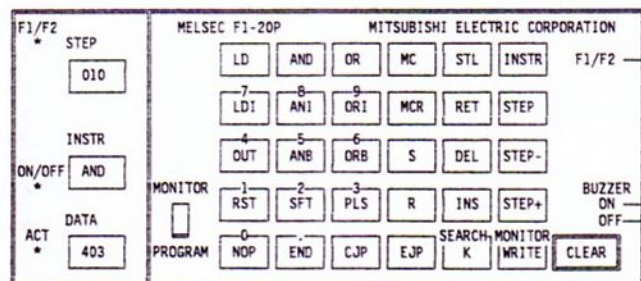 F1/F2
*
STEP
010
INSTR
ON/OFF
*
AND
DATA
ACT
*
403
MELSEC F1-20P MITSUBISHI ELECTRIC CORPORATION
LD AND OR MC STL INSTR F1/F2
7 8 9
LDI ANI ORI MCR RET STEP
4 5 6
OUT ANB ORB S DEL STEP-
MONITOR
1 2 3
RST SFT PLS R INS STEP+
BUZZER
ON
OFF
0 . SEARCH MONITOR
PROGRAM NOP END CJP EJP K WRITE CLEAR